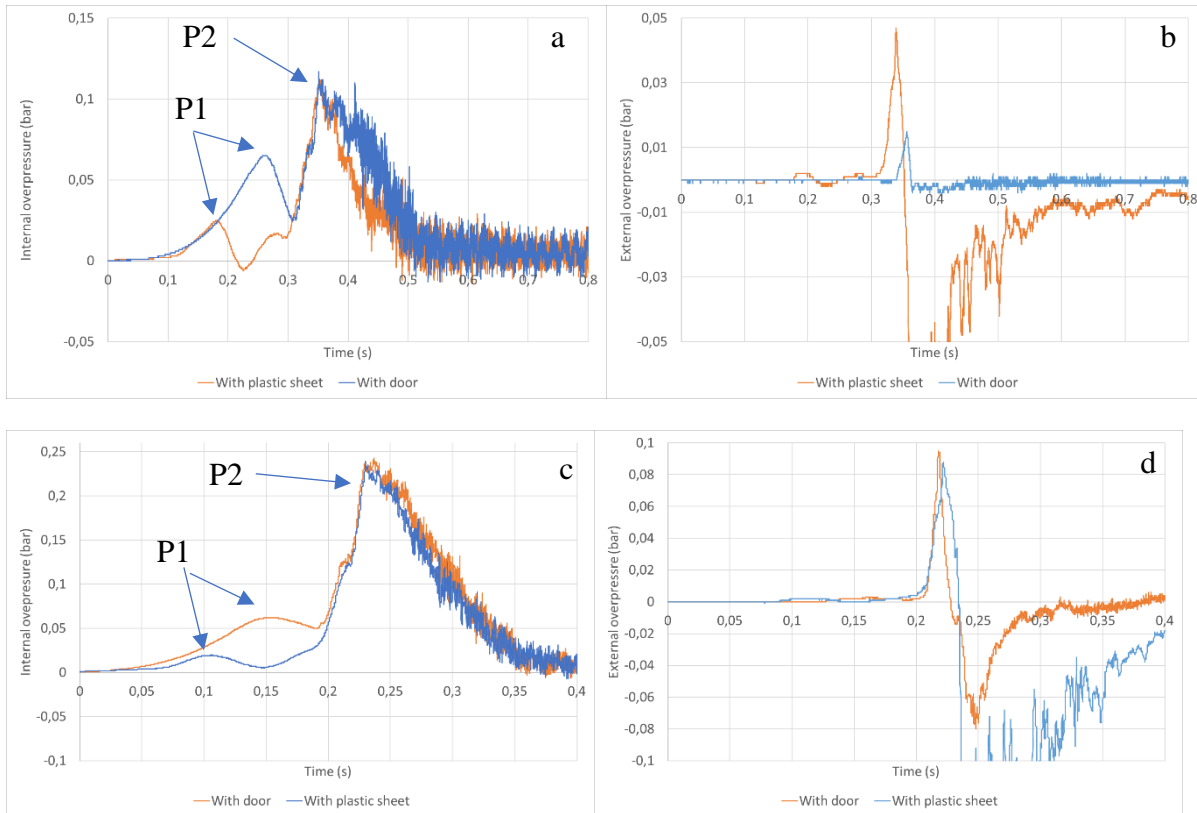 a
P2
P1
Internal overpressure (bar)
0,15
0,1
0,05
0
-0,05
0 0,1 0,2 0,3 0,4 0,5 0,6 0,7 0,8
Time (s)
With plastic sheet With door
b
External overpressure (bar)
0,05
0,03
0,01
-0,01
-0,03
-0,05
0 0,1 0,2 0,3 0,4 0,5 0,6 0,7 0,8
Time (s)
With plastic sheet With door
c
P2
P1
Internal ovepressure (bar)
0,25
0,2
0,15
0,1
0,05
0
-0,05
-0,1
0 0,05 0,1 0,15 0,2 0,25 0,3 0,35 0,4
Time (s)
With door With plastic sheet
d
External overpressre (bar)
0,1
0,08
0,06
0,04
0,02
0
-0,02
-0,04
-0,06
-0,08
-0,1
0 0,05 0,1 0,15 0,2 0,25 0,3 0,35 0,4
Time (s)
With door With plastic sheet